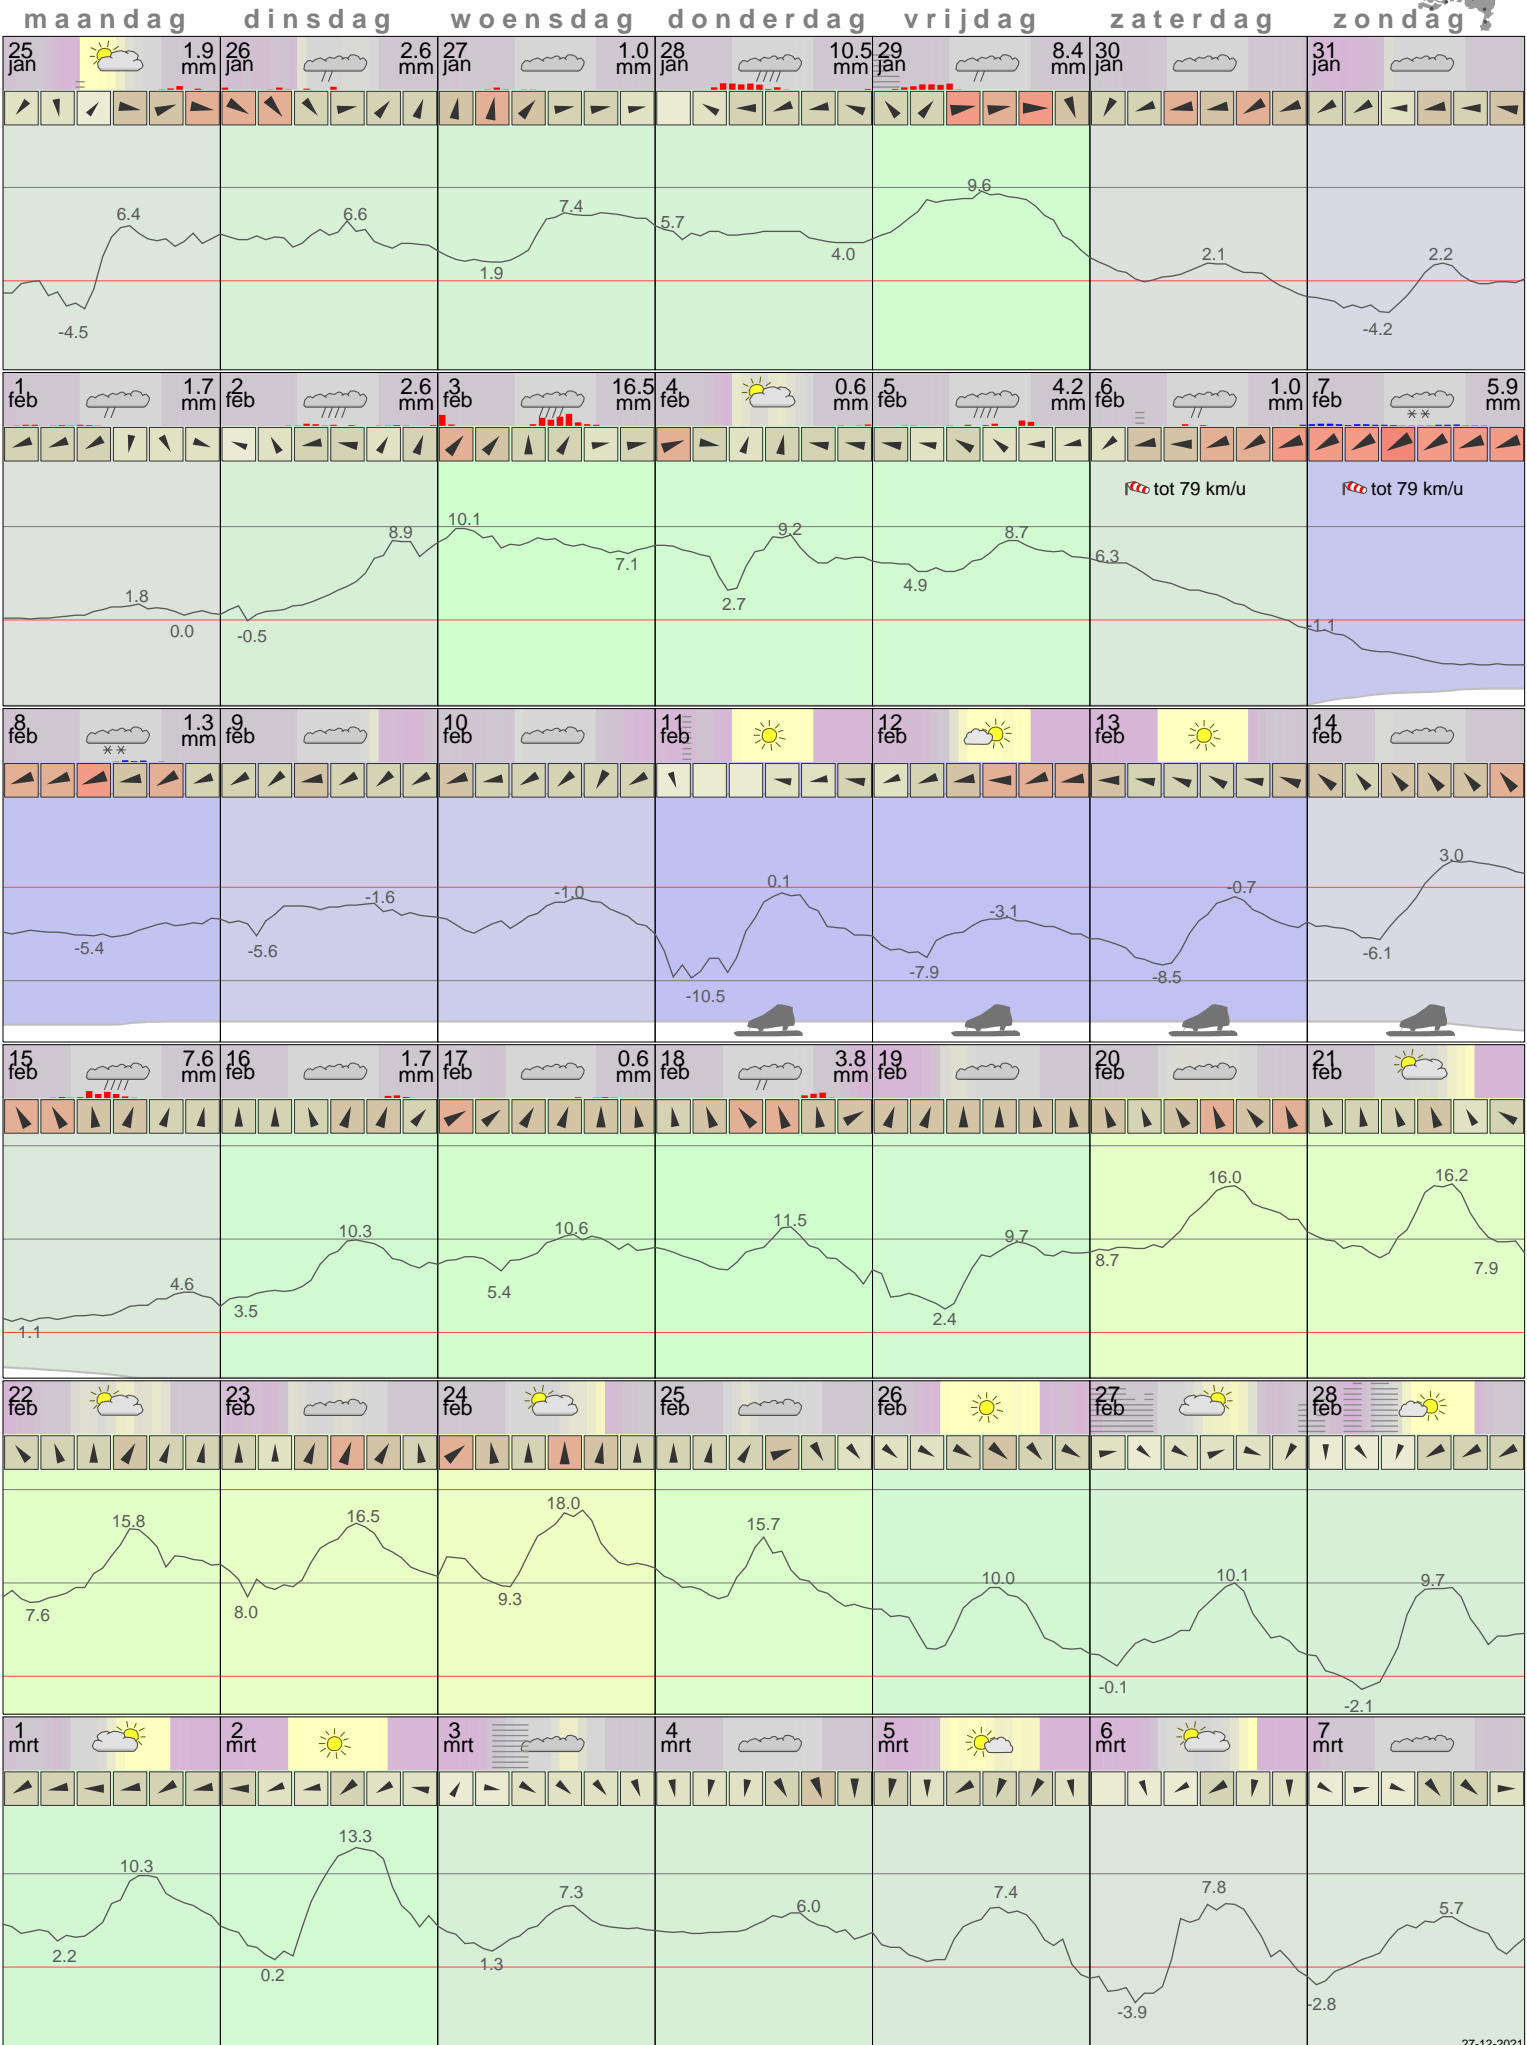 maandag dinsdag woensdag donderdag vrijdag zaterdag zondag
25 jan 1.9 mm 26 jan 2.6 mm 27 jan 1.0 mm 28 jan 10.5 mm 29 jan 8.4 mm 30 jan 31 jan
6.4 -4.5 6.6 7.4 1.9 5.7 4.0 9.6 2.1 2.2 -4.2
1 feb 1.7 mm 2 feb 2.6 mm 3 feb 16.5 mm 4 feb 0.6 mm 5 feb 4.2 mm 6 feb 1.0 mm 7 feb 5.9 mm
tot 79 km/u tot 79 km/u
1.8 0.0 -0.5 8.9 10.1 7.1 2.7 9.2 4.9 8.7 6.3 -1.1
8 feb 1.3 mm 9 feb 10 feb 11 feb 12 feb 13 feb 14 feb
-5.4 -5.6 -1.6 -1.0 -10.5 0.1 -7.9 -3.1 -8.5 -0.7 -6.1 3.0
15 feb 7.6 mm 16 feb 1.7 mm 17 feb 0.6 mm 18 feb 3.8 mm 19 feb 20 feb 21 feb
1.1 4.6 3.5 10.3 5.4 10.6 11.5 2.4 9.7 8.7 16.0 16.2 7.9
22 feb 23 feb 24 feb 25 feb 26 feb 27 feb 28 feb
7.6 15.8 8.0 16.5 9.3 18.0 15.7 10.0 -0.1 10.1 -2.1 9.7
1 mrt 2 mrt 3 mrt 4 mrt 5 mrt 6 mrt 7 mrt
2.2 10.3 0.2 13.3 1.3 7.3 6.0 7.4 -3.9 7.8 -2.8 5.7
27-12-2021